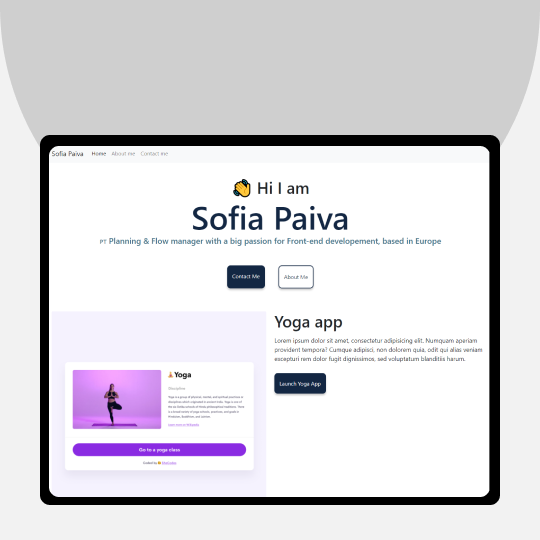 Sofia Paiva Home About me Contact me
👋 Hi I am
Sofia Paiva
PT Planning & Flow manager with a big passion for Front-end developement, based in Europe
Contact Me About Me
Yoga app
Lorem ipsum dolor sit amet, consectetur adipisicing elit. Numquam aperiam
provident tempora? Cumque adipisci, non dolorem quia, odit qui alias veniam
excepturi rem dolor fugit dignissimos, sed voluptatum blanditiis harum.
Launch Yoga App
Yoga
Go to a yoga class